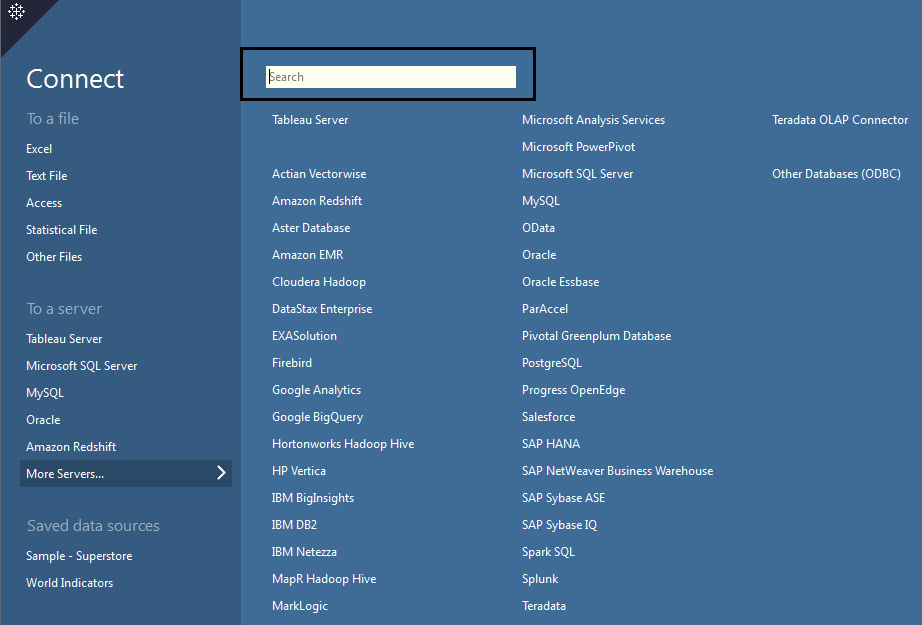 Connect
To a file
Excel
Text File
Access
Statistical File
Other Files
To a server
Tableau Server
Microsoft SQL Server
MySQL
Oracle
Amazon Redshift
More Servers...
Saved data sources
Sample - Superstore
World Indicators
Search
Tableau Server
Actian Vectorwise
Amazon Redshift
Aster Database
Amazon EMR
Cloudera Hadoop
DataStax Enterprise
EXASolution
Firebird
Google Analytics
Google BigQuery
Hortonworks Hadoop Hive
HP Vertica
IBM BigInsights
IBM DB2
IBM Netezza
MapR Hadoop Hive
MarkLogic
Microsoft Analysis Services
Microsoft PowerPivot
Microsoft SQL Server
MySQL
OData
Oracle
Oracle Essbase
ParAccel
Pivotal Greenplum Database
PostgreSQL
Progress OpenEdge
Salesforce
SAP HANA
SAP NetWeaver Business Warehouse
SAP Sybase ASE
SAP Sybase IQ
Spark SQL
Splunk
Teradata
Teradata OLAP Connector
Other Databases (ODBC)